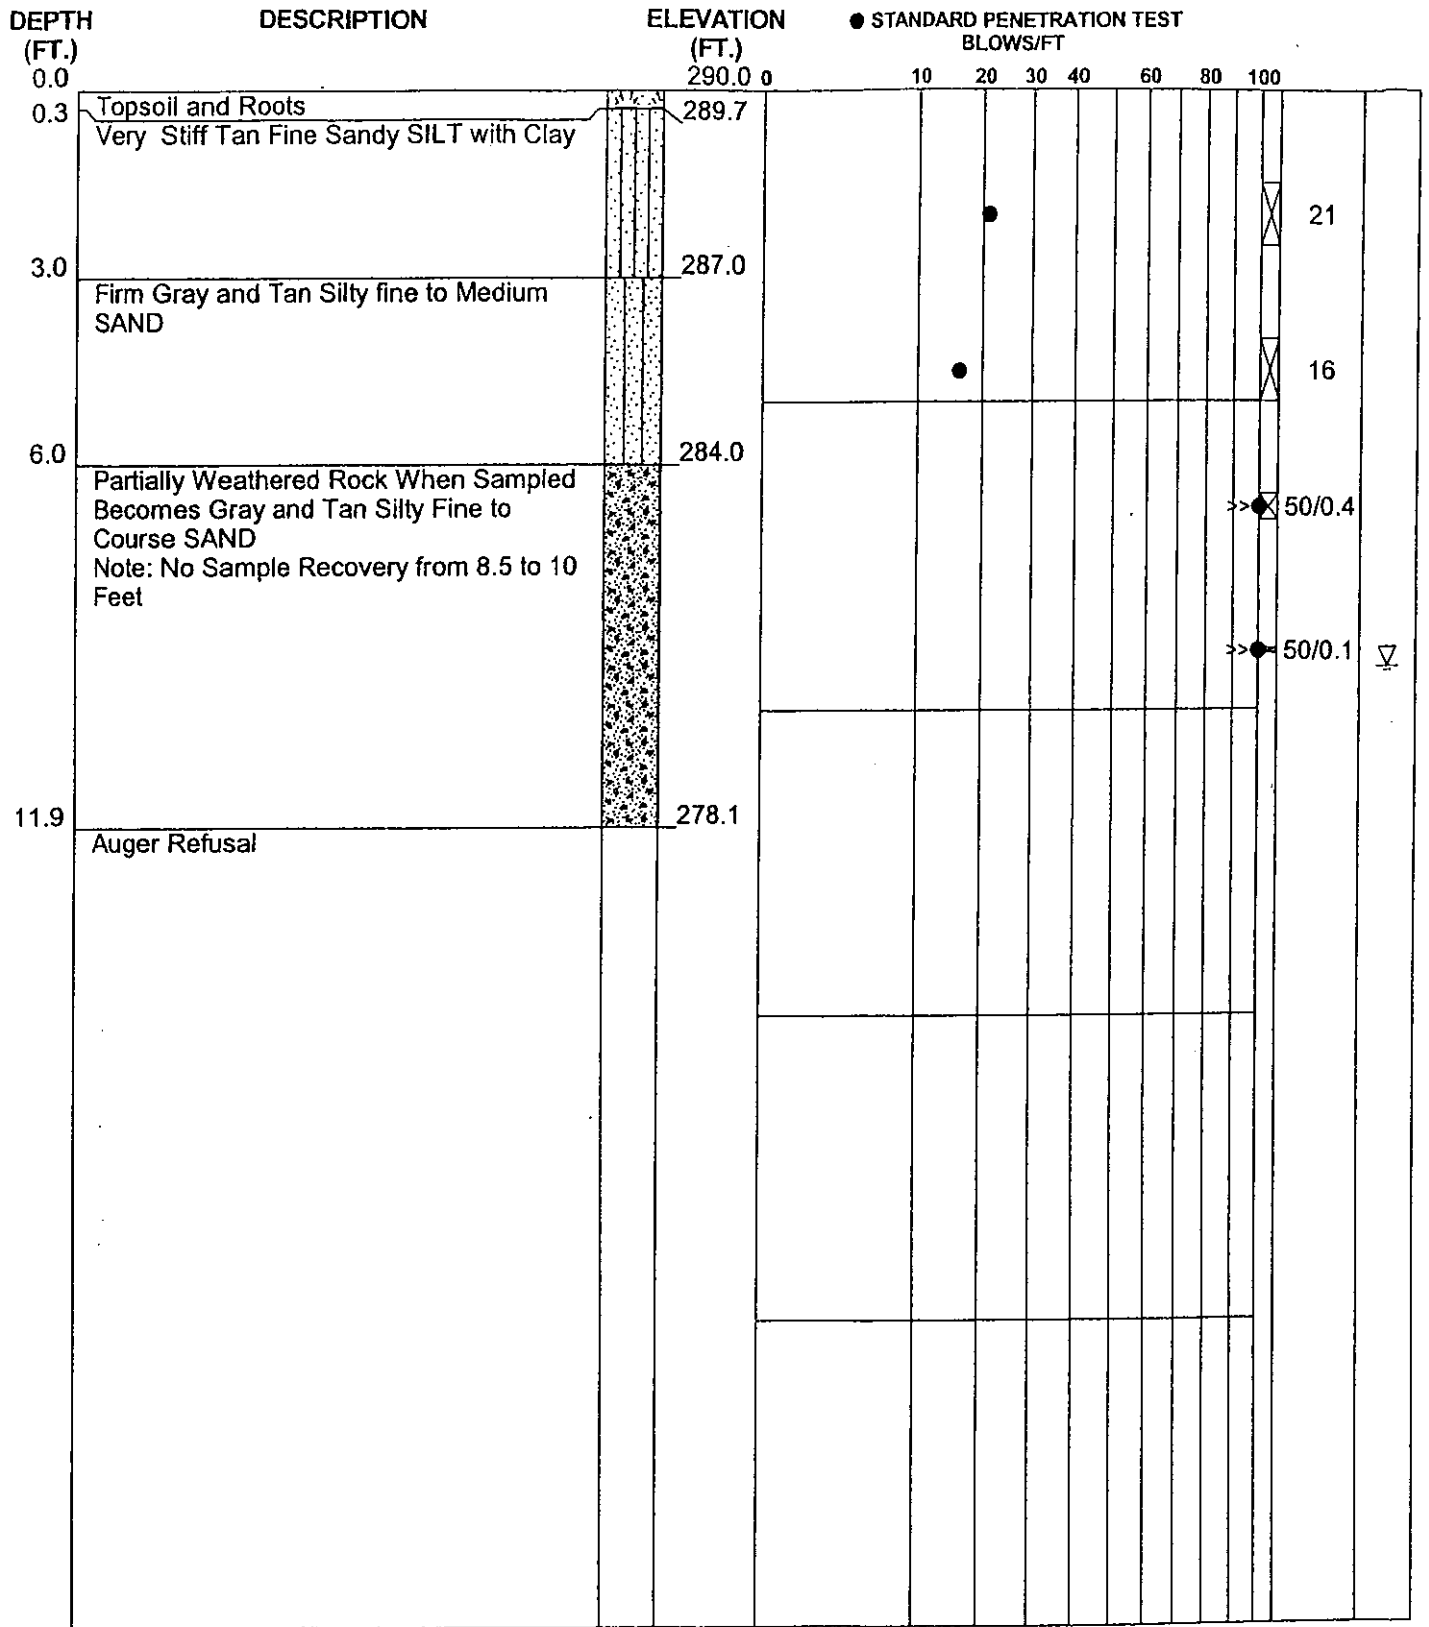 DEPTH DESCRIPTION ELEVATION ● STANDARD PENETRATION TEST
(FT.) (FT.) BLOWS/FT
0.0 290.0 0 10 20 30 40 60 80 100
0.3 Topsoil and Roots 289.7
Very Stiff Tan Fine Sandy SILT with Clay
21
3.0 287.0
Firm Gray and Tan Silty fine to Medium
SAND
16
6.0 284.0
Partially Weathered Rock When Sampled
Becomes Gray and Tan Silty Fine to >> 50/0.4
Course SAND
Note: No Sample Recovery from 8.5 to 10
Feet
>> 50/0.1
11.9 278.1
Auger Refusal